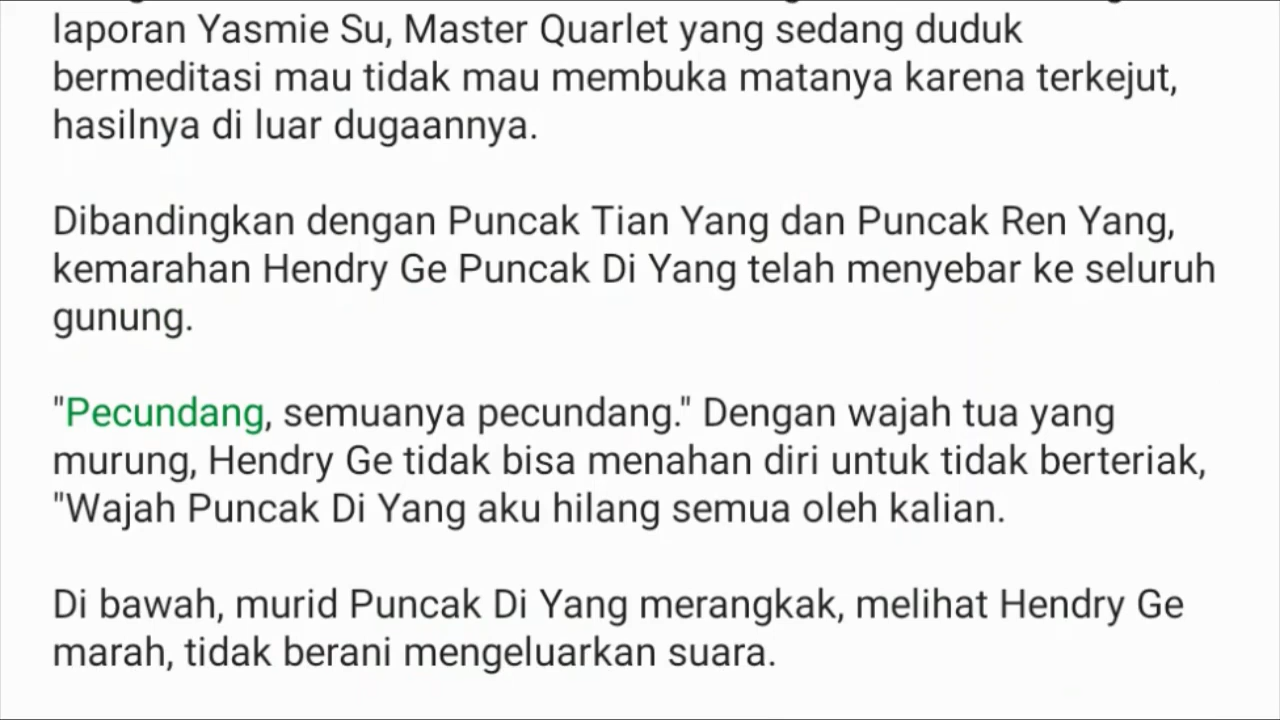 laporan Yasmie Su, Master Quarlet yang sedang duduk
bermeditasi mau tidak mau membuka matanya karena terkejut,
hasilnya di luar dugaannya.
Dibandingkan dengan Puncak Tian Yang dan Puncak Ren Yang,
kemarahan Hendry Ge Puncak Di Yang telah menyebar ke seluruh
gunung.
"Pecundang, semuanya pecundang." Dengan wajah tua yang
murung, Hendry Ge tidak bisa menahan diri untuk tidak berteriak,
"Wajah Puncak Di Yang aku hilang semua oleh kalian.
Di bawah, murid Puncak Di Yang merangkak, melihat Hendry Ge
marah, tidak berani mengeluarkan suara.